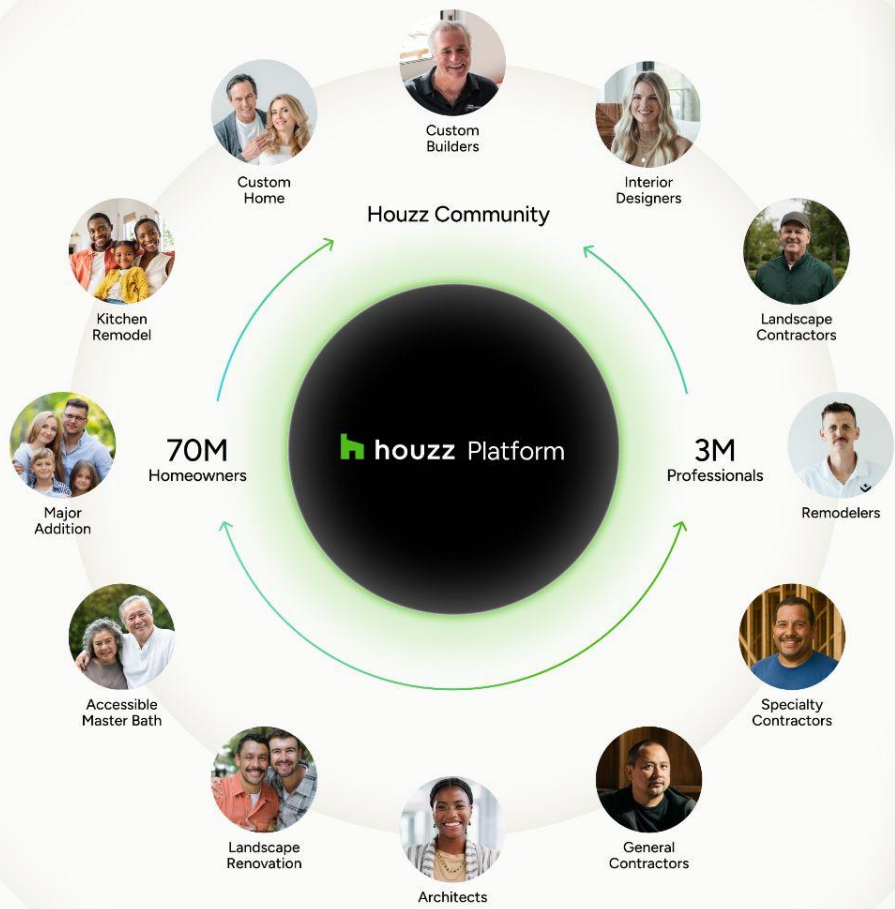 Custom
Builders
Custom
Home
Interior
Designers
Houzz Community
Kitchen
Remodel
Landscape
Contractors
70M
Homeowners
houzz Platform
3M
Professionals
Major
Addition
Remodelers
Accessible
Master Bath
Specialty
Contractors
Landscape
Renovation
General
Contractors
Architects